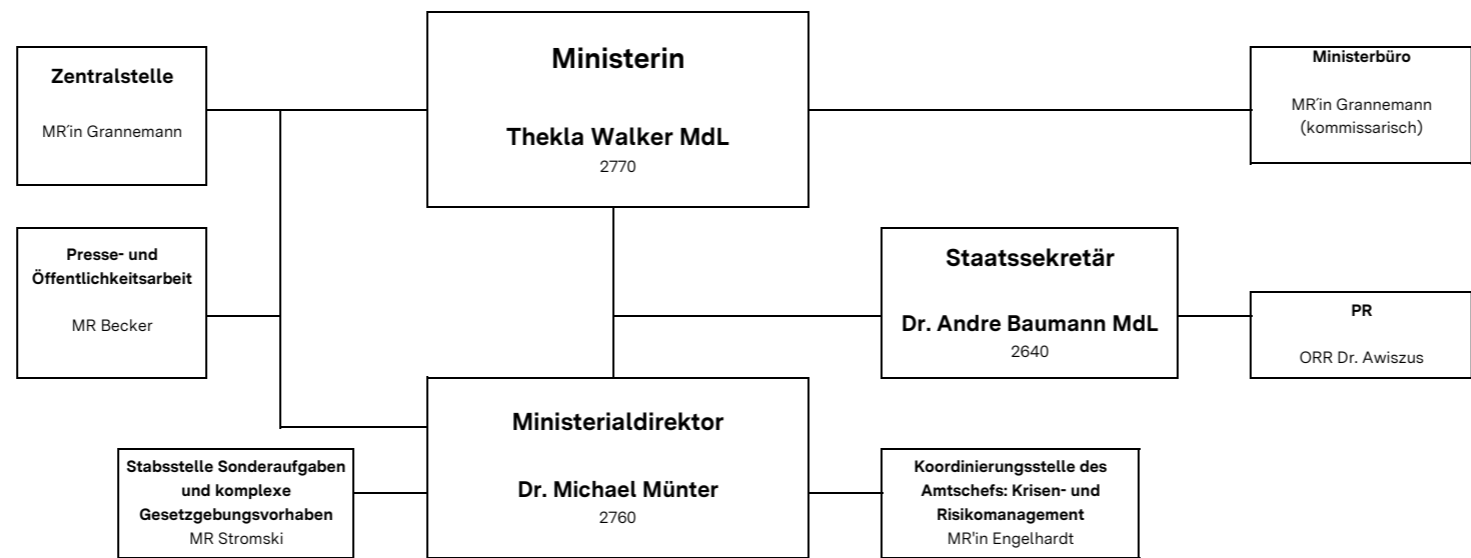 Zentralstelle
MR´in Grannemann
Ministerin
Thekla Walker MdL
2770
Ministerbüro
MR´in Grannemann
(kommissarisch)
Presse- und
Öffentlichkeitsarbeit
MR Becker
Staatssekretär
Dr. Andre Baumann MdL
2640
PR
ORR Dr. Awiszus
Stabsstelle Sonderaufgaben
und komplexe
Gesetzgebungsvorhaben
MR Stromski
Ministerialdirektor
Dr. Michael Münter
2760
Koordinierungsstelle des
Amtschefs: Krisen- und
Risikomanagement
MR'in Engelhardt